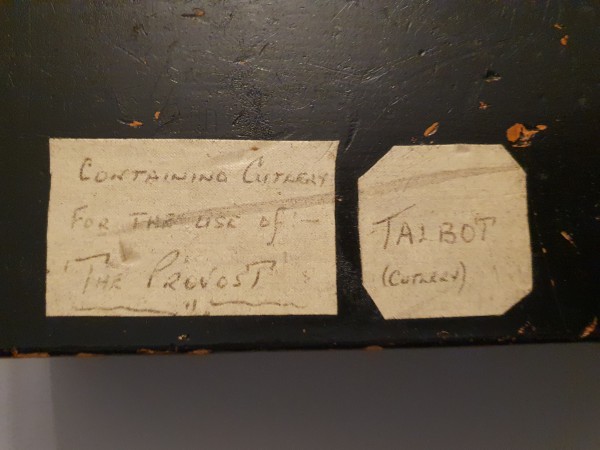 CONTAINING CUTLERY
FOR THE USE OF :—
'THE PROVOST'
"
TALBOT
(CUTLERY)